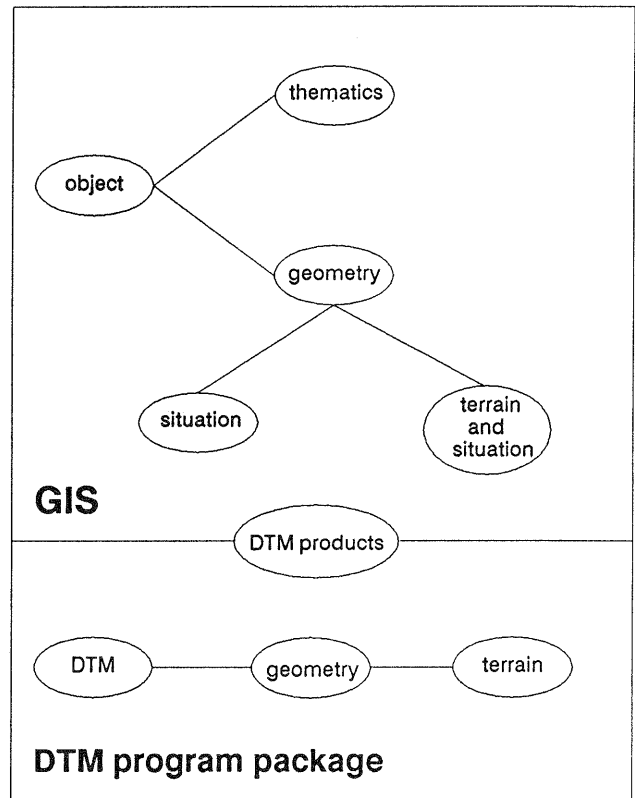 thematics
object
geometry
situation
terrain
and
situation
GIS
DTM products
DTM
geometry
terrain
DTM program package